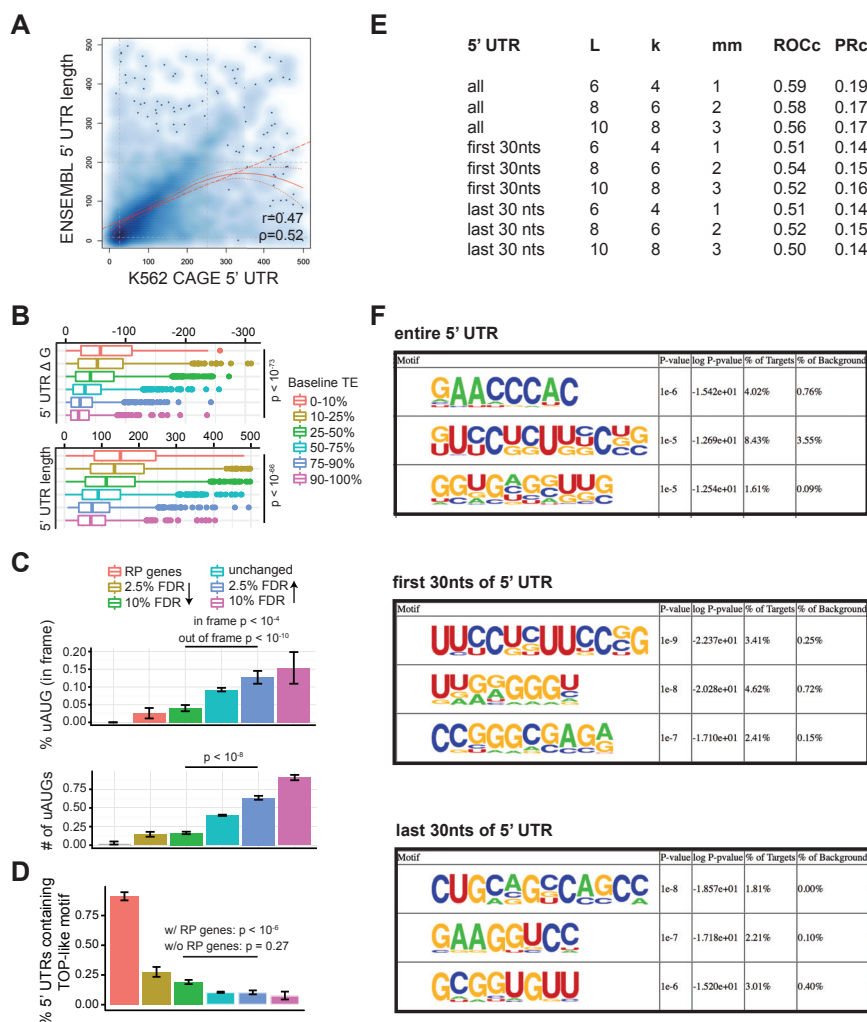 A
ENSEMBL 5' UTR length
500
400
300
200
100
0
0 100 200 300 400 500
r=0.47
ρ=0.52
K562 CAGE 5' UTR
B
0 -100 -200 -300
5' UTR Δ G
p < 10-73
0 100 200 300 400 500
5' UTR length
p < 10-66
Baseline TE
0-10%
10-25%
25-50%
50-75%
75-90%
90-100%
C
RP genes
2.5% FDR
10% FDR
unchanged
2.5% FDR
10% FDR
in frame p < 10-4
out of frame p < 10-10
% uAUG (in frame)
0.20
0.15
0.10
0.05
0.00
p < 10-8
# of uAUGs
0.75
0.50
0.25
0.00
D
% 5' UTRs containing
TOP-like motif
0.75
0.50
0.25
0.00
w/ RP genes: p < 10-6
w/o RP genes: p = 0.27
E
5' UTR L k mm ROCc PRc
all 6 4 1 0.59 0.19
all 8 6 2 0.58 0.17
all 10 8 3 0.56 0.17
first 30nts 6 4 1 0.51 0.14
first 30nts 8 6 2 0.54 0.15
first 30nts 10 8 3 0.52 0.16
last 30 nts 6 4 1 0.51 0.14
last 30 nts 8 6 2 0.52 0.15
last 30 nts 10 8 3 0.50 0.14
F
entire 5' UTR
Motif P-value log P-pvalue % of Targets % of Background
GAACCCAC 1e-6 -1.542e+01 4.02% 0.76%
UUCCUCUUUCUG 1e-5 -1.269e+01 8.43% 3.55%
GGUGAGGUUG 1e-5 -1.254e+01 1.61% 0.09%
first 30nts of 5' UTR
Motif P-value log P-pvalue % of Targets % of Background
UUCCUCUUCCGG 1e-9 -2.237e+01 3.41% 0.25%
UUGGGGGU 1e-8 -2.028e+01 4.62% 0.72%
CCGGGCGAGA 1e-7 -1.710e+01 2.41% 0.15%
last 30nts of 5' UTR
Motif P-value log P-pvalue % of Targets % of Background
CUGCAGCCAGCC 1e-8 -1.857e+01 1.81% 0.00%
GAAGGUCC 1e-7 -1.718e+01 2.21% 0.10%
GCGGUGUU 1e-6 -1.520e+01 3.01% 0.40%